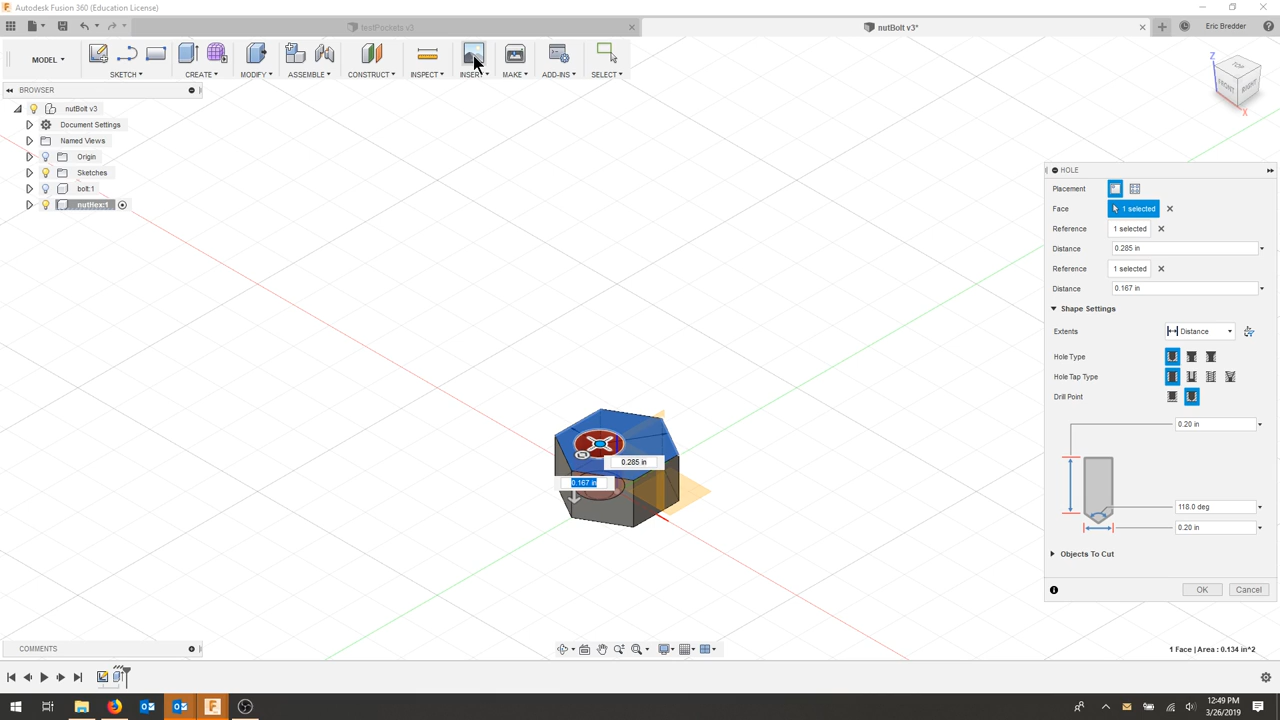 Autodesk Fusion 360 (Education License)
testPockets v3
nutBolt v3*
Eric Bredder
MODEL
SKETCH
CREATE
MODIFY
ASSEMBLE
CONSTRUCT
INSPECT
INSERT
MAKE
ADD-INS
SELECT
TOP
FRONT
RIGHT
Z
X
BROWSER
nutBolt v3
Document Settings
Named Views
Origin
Sketches
bolt:1
nutHex:1
HOLE
Placement
Face 1 selected
Reference 1 selected
Distance 0.285 in
Reference 1 selected
Distance 0.167 in
Shape Settings
Extents Distance
Hole Type
Hole Tap Type
Drill Point
0.20 in
118.0 deg
0.20 in
Objects To Cut
OK Cancel
0.285 in
0.167 in
COMMENTS
1 Face | Area : 0.134 in^2
12:49 PM
3/26/2019